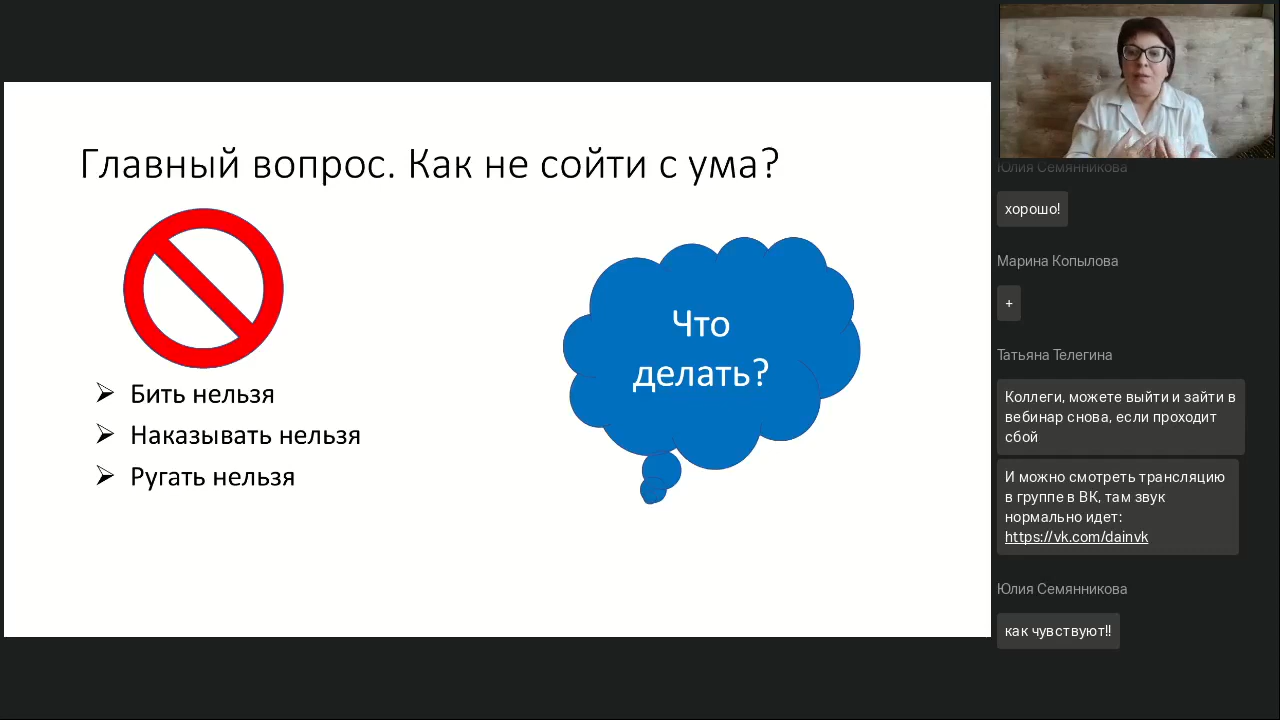 Главный вопрос. Как не сойти с ума?
Что
делать?
➢ Бить нельзя
➢ Наказывать нельзя
➢ Ругать нельзя
Юлия Семянникова
хорошо!
Марина Копылова
+
Татьяна Телегина
Коллеги, можете выйти и зайти в
вебинар снова, если проходит
сбой
И можно смотреть трансляцию
в группе в ВК, там звук
нормально идет:
https://vk.com/dainvk
Юлия Семянникова
как чувствуют!!